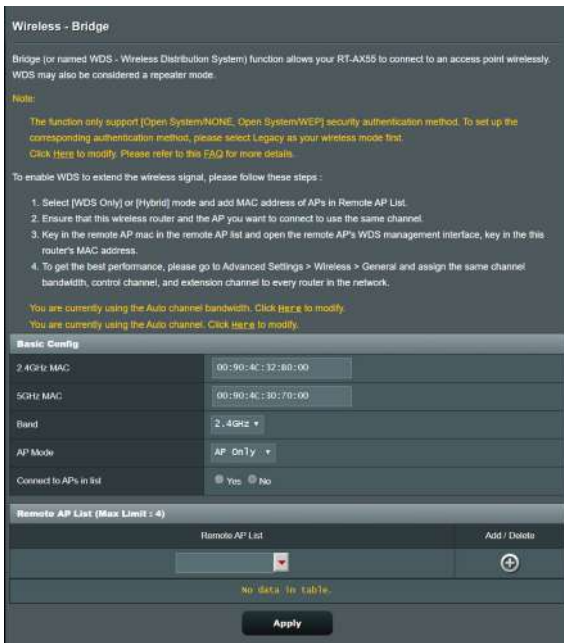 Wireless - Bridge
Bridge (or named WDS - Wireless Distribution System) function allows your RT-AX55 to connect to an access point wirelessly.
WDS may also be considered a repeater mode.
Note:
The function only support [Open System/NONE, Open System/WEP] security authentication method. To set up the
corresponding authentication method, please select Legacy as your wireless mode first.
Click Here to modify. Please refer to this FAQ for more details.
To enable WDS to extend the wireless signal, please follow these steps :
1. Select [WDS Only] or [Hybrid] mode and add MAC address of APs in Remote AP List.
2. Ensure that this wireless router and the AP you want to connect to use the same channel.
3. Key in the remote AP mac in the remote AP list and open the remote AP's WDS management interface, key in the this
router's MAC address.
4. To get the best performance, please go to Advanced Settings > Wireless > General and assign the same channel
bandwidth, control channel, and extension channel to every router in the network.
You are currently using the Auto channel bandwidth. Click Here to modify.
You are currently using the Auto channel. Click Here to modify.
Basic Config
2.4GHz MAC 00:90:4C:32:80:00
5GHz MAC 00:90:4C:30:70:00
Band 2.4GHz
AP Mode AP Only
Connect to APs in list Yes No
Remote AP List (Max Limit : 4)
Remote AP List Add / Delete
No data in table.
Apply